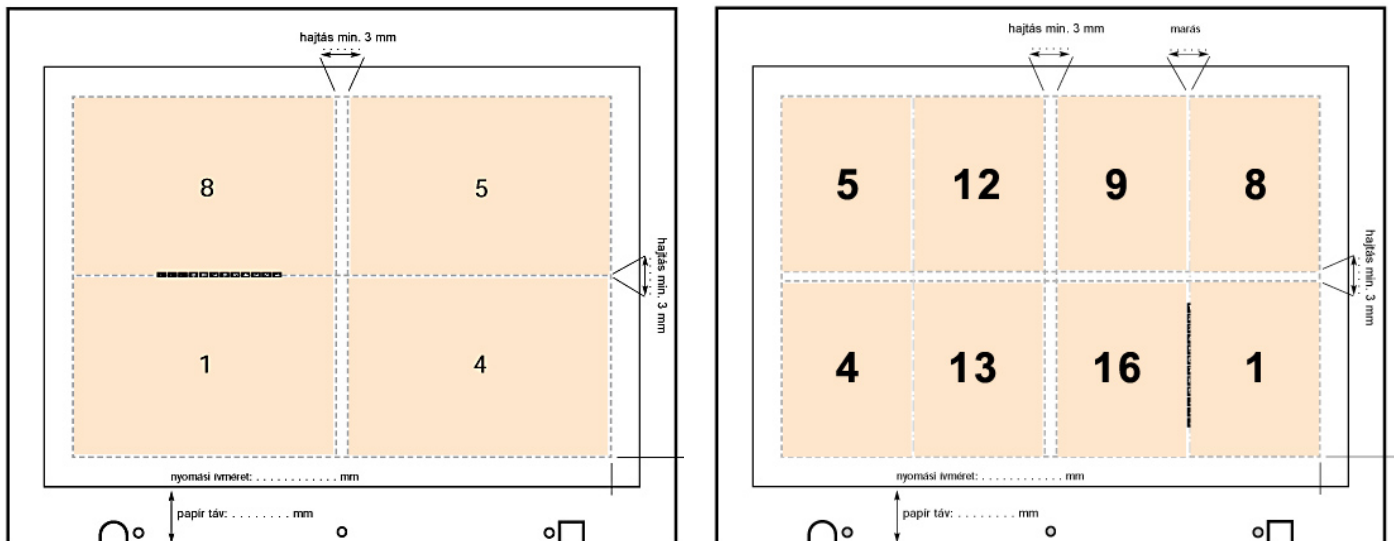 hajtás min. 3 mm
8
5
hajtás min. 3 mm
1
4
nyomási ívméret: . . . . . . . . . . . . mm
papír táv: . . . . . . . . mm
hajtás min. 3 mm
marás
5
12
9
8
hajtás min. 3 mm
4
13
16
1
nyomási ívméret: . . . . . . . . . . . . mm
papír táv: . . . . . . . . mm